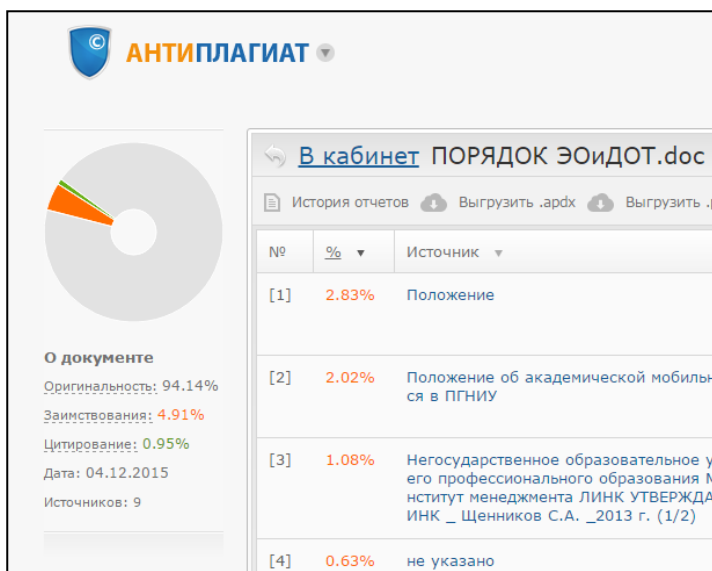 ©
АНТИПЛАГИАТ
В кабинет ПОРЯДОК ЭОиДОТ.doc
История отчетов Выгрузить .apdx Выгрузить
№ % Источник
[1] 2.83% Положение
[2] 2.02% Положение об академической мобильн
ся в ПГНИУ
[3] 1.08% Негосударственное образовательное у
его профессионального образования М
нститут менеджмента ЛИНК УТВЕРЖДА
ИНК _ Щенников С.А. _2013 г. (1/2)
[4] 0.63% не указано
О документе
Оригинальность: 94.14%
Заимствования: 4.91%
Цитирование: 0.95%
Дата: 04.12.2015
Источников: 9